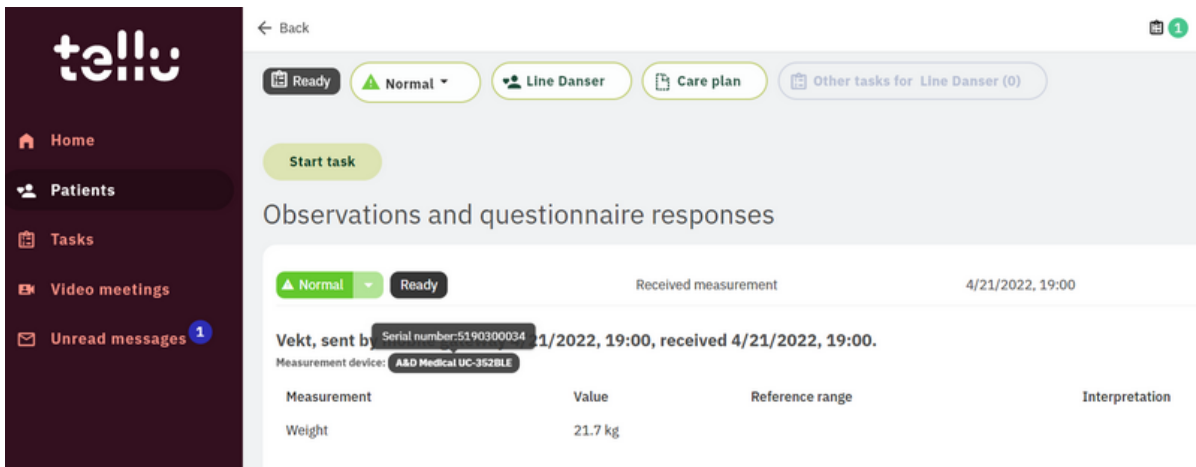 tellu
Back
1
Ready
Normal
Line Danser
Care plan
Other tasks for Line Danser (0)
Home
Patients
Tasks
Video meetings
Unread messages 1
Start task
Observations and questionnaire responses
Normal
Ready
Received measurement
4/21/2022, 19:00
Serial number:5190300034
Vekt, sent by 21/2022, 19:00, received 4/21/2022, 19:00.
Measurement device: A&D Medical UC-352BLE
Measurement Value Reference range Interpretation
Weight 21.7 kg